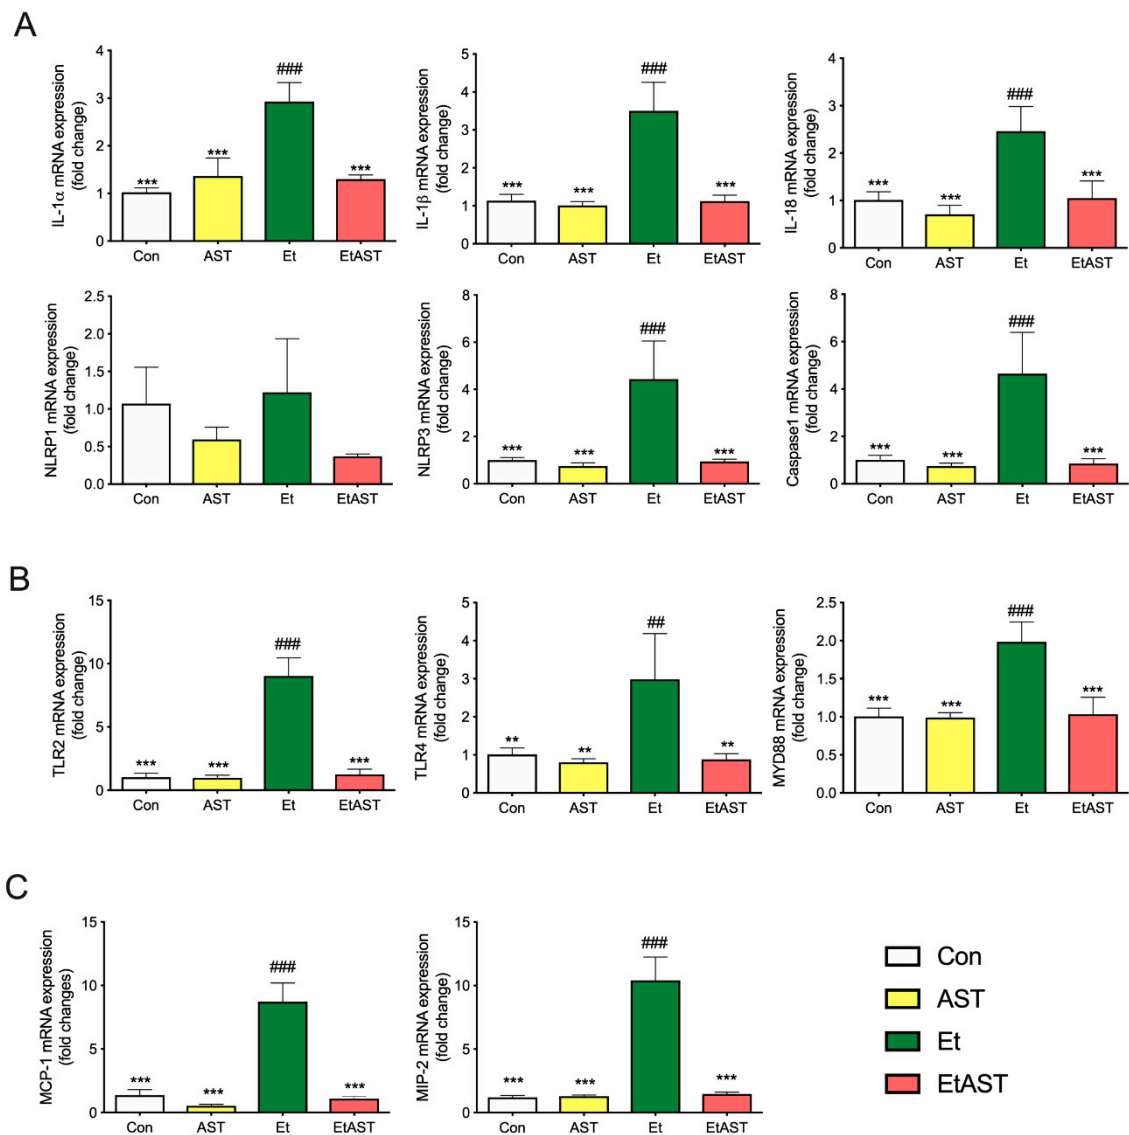 A
IL-1α mRNA expression
(fold change)
4
3
2
1
0
***
***
###
***
Con
AST
Et
EtAST
IL-1β mRNA expression
(fold change)
5
4
3
2
1
0
***
***
###
***
Con
AST
Et
EtAST
IL-18 mRNA expression
(fold change)
4
3
2
1
0
***
***
###
***
Con
AST
Et
EtAST
NLRP1 mRNA expression
(fold change)
2.5
2.0
1.5
1.0
0.5
0.0
Con
AST
Et
EtAST
NLRP3 mRNA expression
(fold change)
8
6
4
2
0
***
***
###
***
Con
AST
Et
EtAST
Caspase1 mRNA expression
(fold change)
8
6
4
2
0
***
***
###
***
Con
AST
Et
EtAST
B
TLR2 mRNA expression
(fold change)
15
10
5
0
***
***
###
***
Con
AST
Et
EtAST
TLR4 mRNA expression
(fold change)
5
4
3
2
1
0
**
**
##
**
Con
AST
Et
EtAST
MYD88 mRNA expression
(fold change)
2.5
2.0
1.5
1.0
0.5
0.0
***
***
###
***
Con
AST
Et
EtAST
C
MCP-1 mRNA expression
(fold changes)
15
10
5
0
***
***
###
***
Con
AST
Et
EtAST
MIP-2 mRNA expression
(fold change)
15
10
5
0
***
***
###
***
Con
AST
Et
EtAST
Con
AST
Et
EtAST